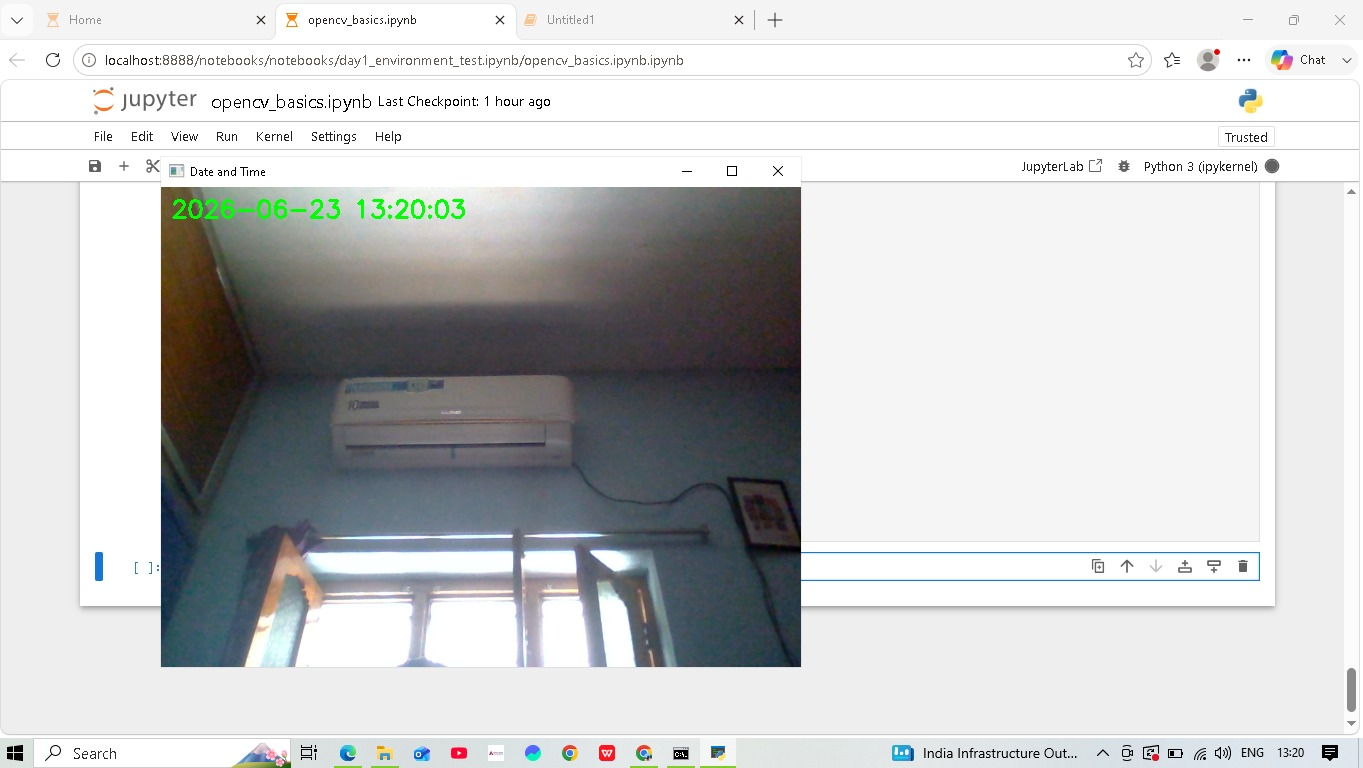 Home
opencv_basics.ipynb
Untitled1
localhost:8888/notebooks/notebooks/day1_environment_test.ipynb/opencv_basics.ipynb.ipynb
Chat
jupyter opencv_basics.ipynb Last Checkpoint: 1 hour ago
File Edit View Run Kernel Settings Help
Trusted
JupyterLab
Python 3 (ipykernel)
Date and Time
2026-06-23 13:20:03
[ ]:
Search
India Infrastructure Out...
ENG
13:20